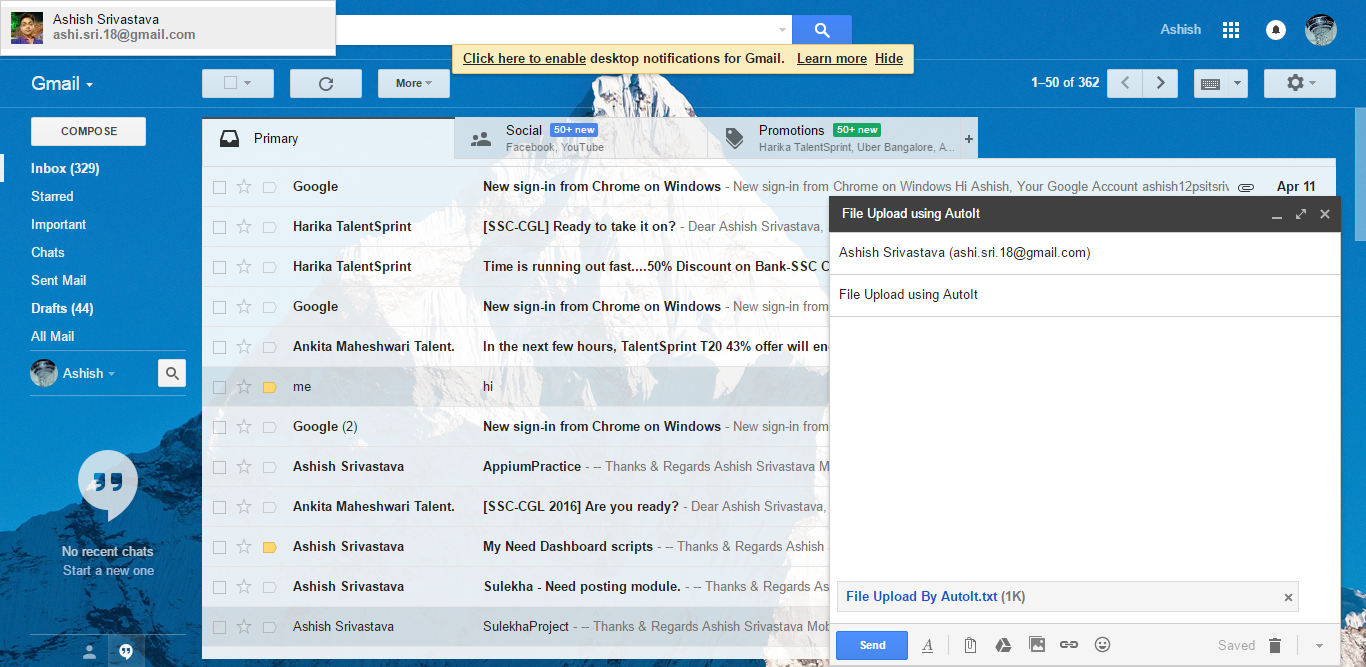 Ashish Srivastava
ashi.sri.18@gmail.com
Ashish
Click here to enable desktop notifications for Gmail. Learn more Hide
Gmail
More
1–50 of 362
COMPOSE
Inbox (329)
Starred
Important
Chats
Sent Mail
Drafts (44)
All Mail
Ashish
No recent chats
Start a new one
Primary
Social 50+ new
Facebook, YouTube
Promotions 50+ new
Harika TalentSprint, Uber Bangalore, A...
+
Google New sign-in from Chrome on Windows - New sign-in from Chrome on Windows Hi Ashish, Your Google Account ashish12psitsriv Apr 11
Harika TalentSprint [SSC-CGL] Ready to take it on? - Dear Ashish Srivastava,
Harika TalentSprint Time is running out fast....50% Discount on Bank-SSC C
Google New sign-in from Chrome on Windows - New sign-in from
Ankita Maheshwari Talent. In the next few hours, TalentSprint T20 43% offer will en
me hi
Google (2) New sign-in from Chrome on Windows - New sign-in from
Ashish Srivastava AppiumPractice - -- Thanks & Regards Ashish Srivastava M
Ankita Maheshwari Talent. [SSC-CGL 2016] Are you ready? - Dear Ashish Srivastava,
Ashish Srivastava My Need Dashboard scripts - -- Thanks & Regards Ashish
Ashish Srivastava Sulekha - Need posting module. - -- Thanks & Regards As
Ashish Srivastava SulekhaProject - -- Thanks & Regards Ashish Srivastava Mob
File Upload using AutoIt
Ashish Srivastava (ashi.sri.18@gmail.com)
File Upload using AutoIt
File Upload By AutoIt.txt (1K)
Send
A
Saved